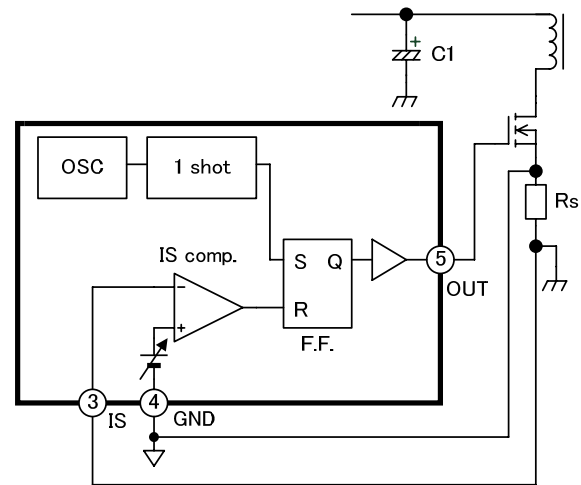 +
C1
OSC
1 shot
Rs
IS comp.
S Q
5
OUT
−
R
+
F.F.
3
IS
4
GND